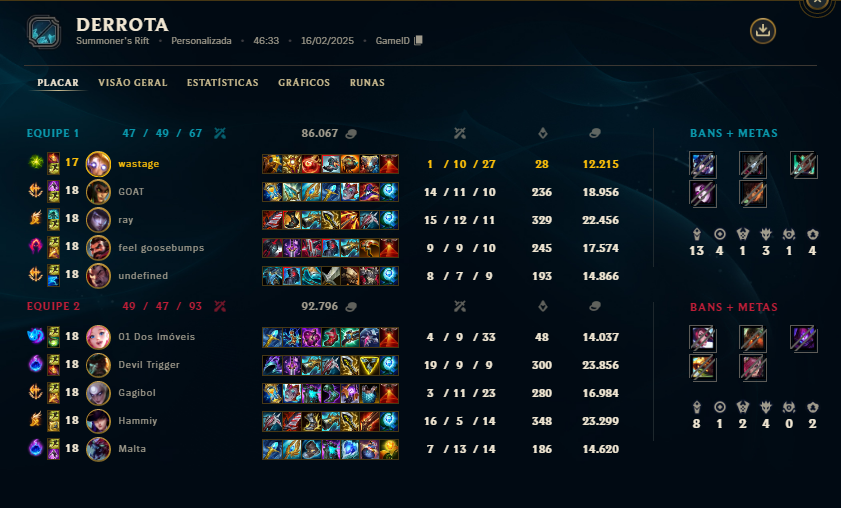 DERROTA
Summoner's Rift • Personalizada • 46:33 • 16/02/2025 • GameID
PLACAR VISÃO GERAL ESTATÍSTICAS GRÁFICOS RUNAS
EQUIPE 1 47 / 49 / 67 86.067 BANS + METAS
17 wastage 1 / 10 / 27 28 12.215
18 GOAT 14 / 11 / 10 236 18.956
18 ray 15 / 12 / 11 329 22.456
18 feel goosebumps 9 / 9 / 10 245 17.574
13 4 1 3 1 4
18 undefined 8 / 7 / 9 193 14.866
EQUIPE 2 49 / 47 / 93 92.796 BANS + METAS
18 01 Dos Imóveis 4 / 9 / 33 48 14.037
18 Devil Trigger 19 / 9 / 9 300 23.856
18 Gagibol 3 / 11 / 23 280 16.984
18 Hammiy 16 / 5 / 14 348 23.299
8 1 2 4 0 2
18 Malta 7 / 13 / 14 186 14.620